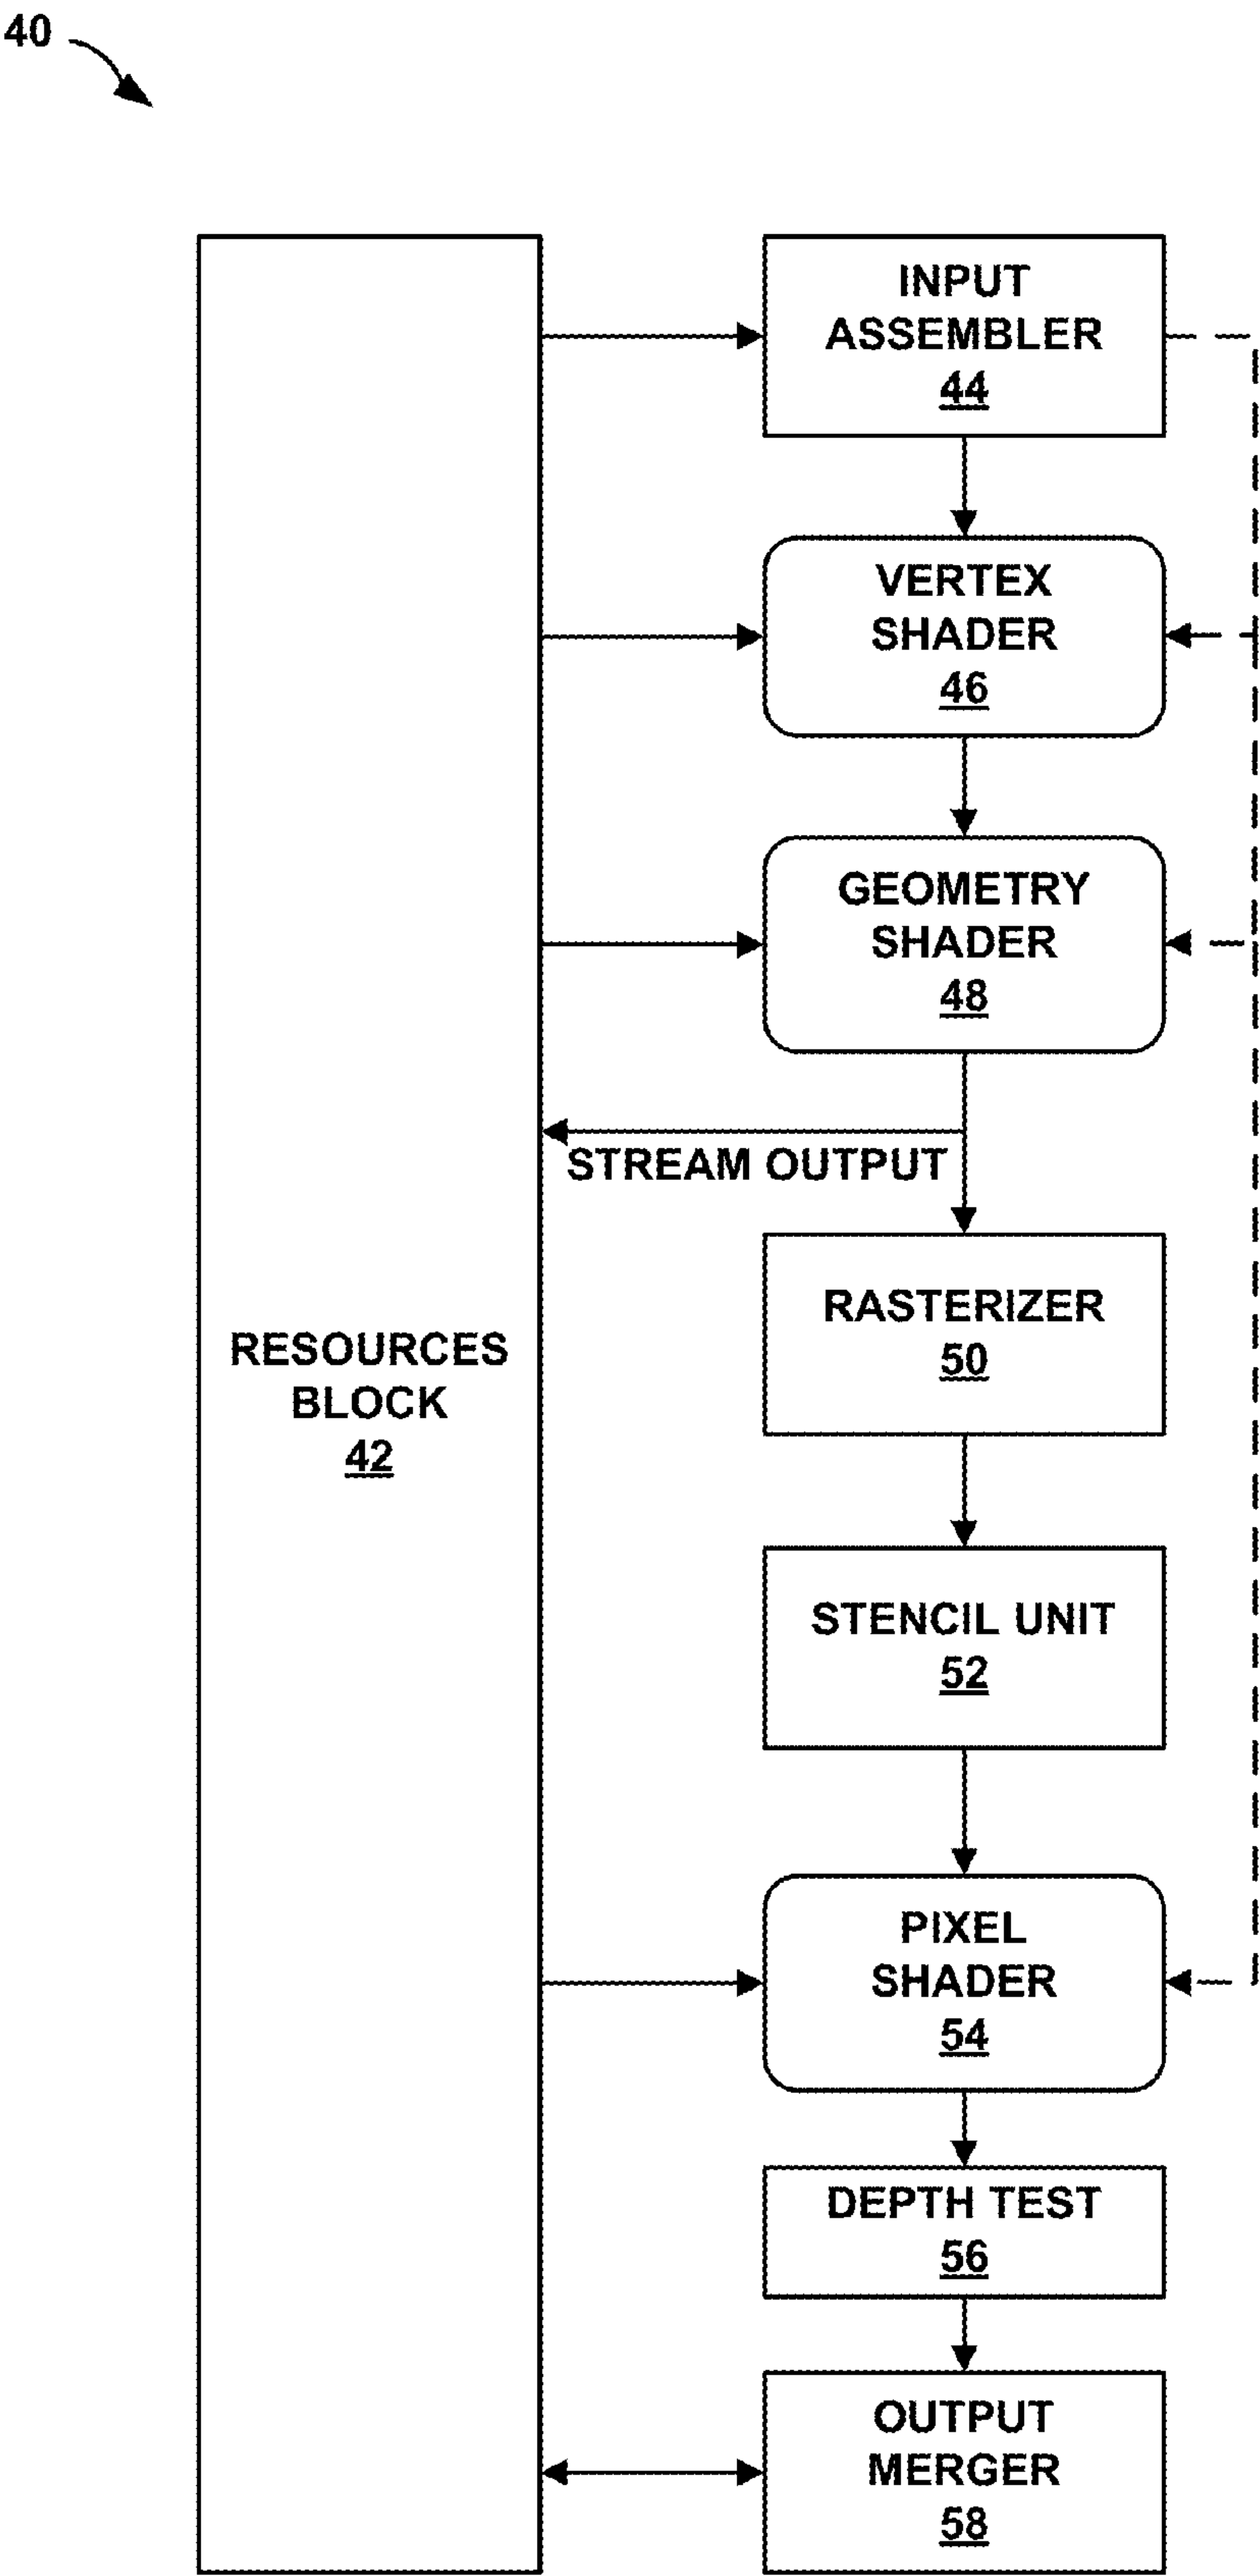 40
INPUT
ASSEMBLER
44
VERTEX
SHADER
46
GEOMETRY
SHADER
48
STREAM OUTPUT
RESOURCES
BLOCK
42
RASTERIZER
50
STENCIL UNIT
52
PIXEL
SHADER
54
DEPTH TEST
56
OUTPUT
MERGER
58